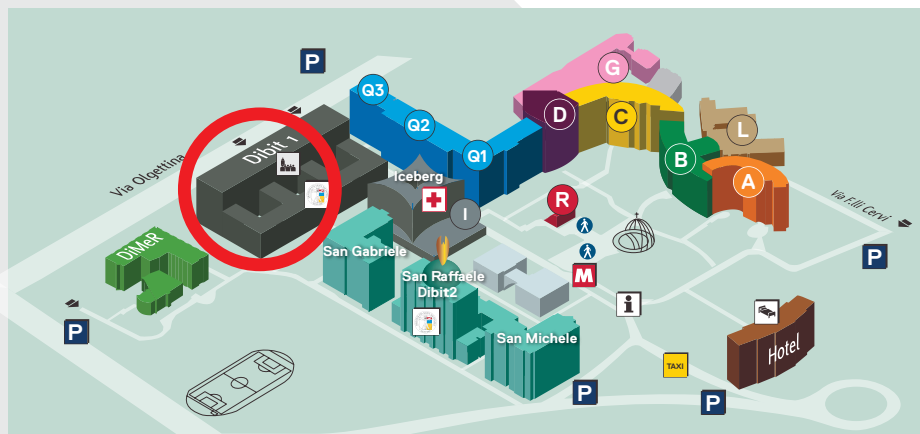 P
G
Q3
D
C
Q2
L
Dibit 1
Q1
B
Via Olgettina
Iceberg
A
R
I
Via F.lli Cervi
DiMeR
San Gabriele
P
San Raffaele
Dibit2
M
i
P
San Michele
Hotel
TAXI
P
P